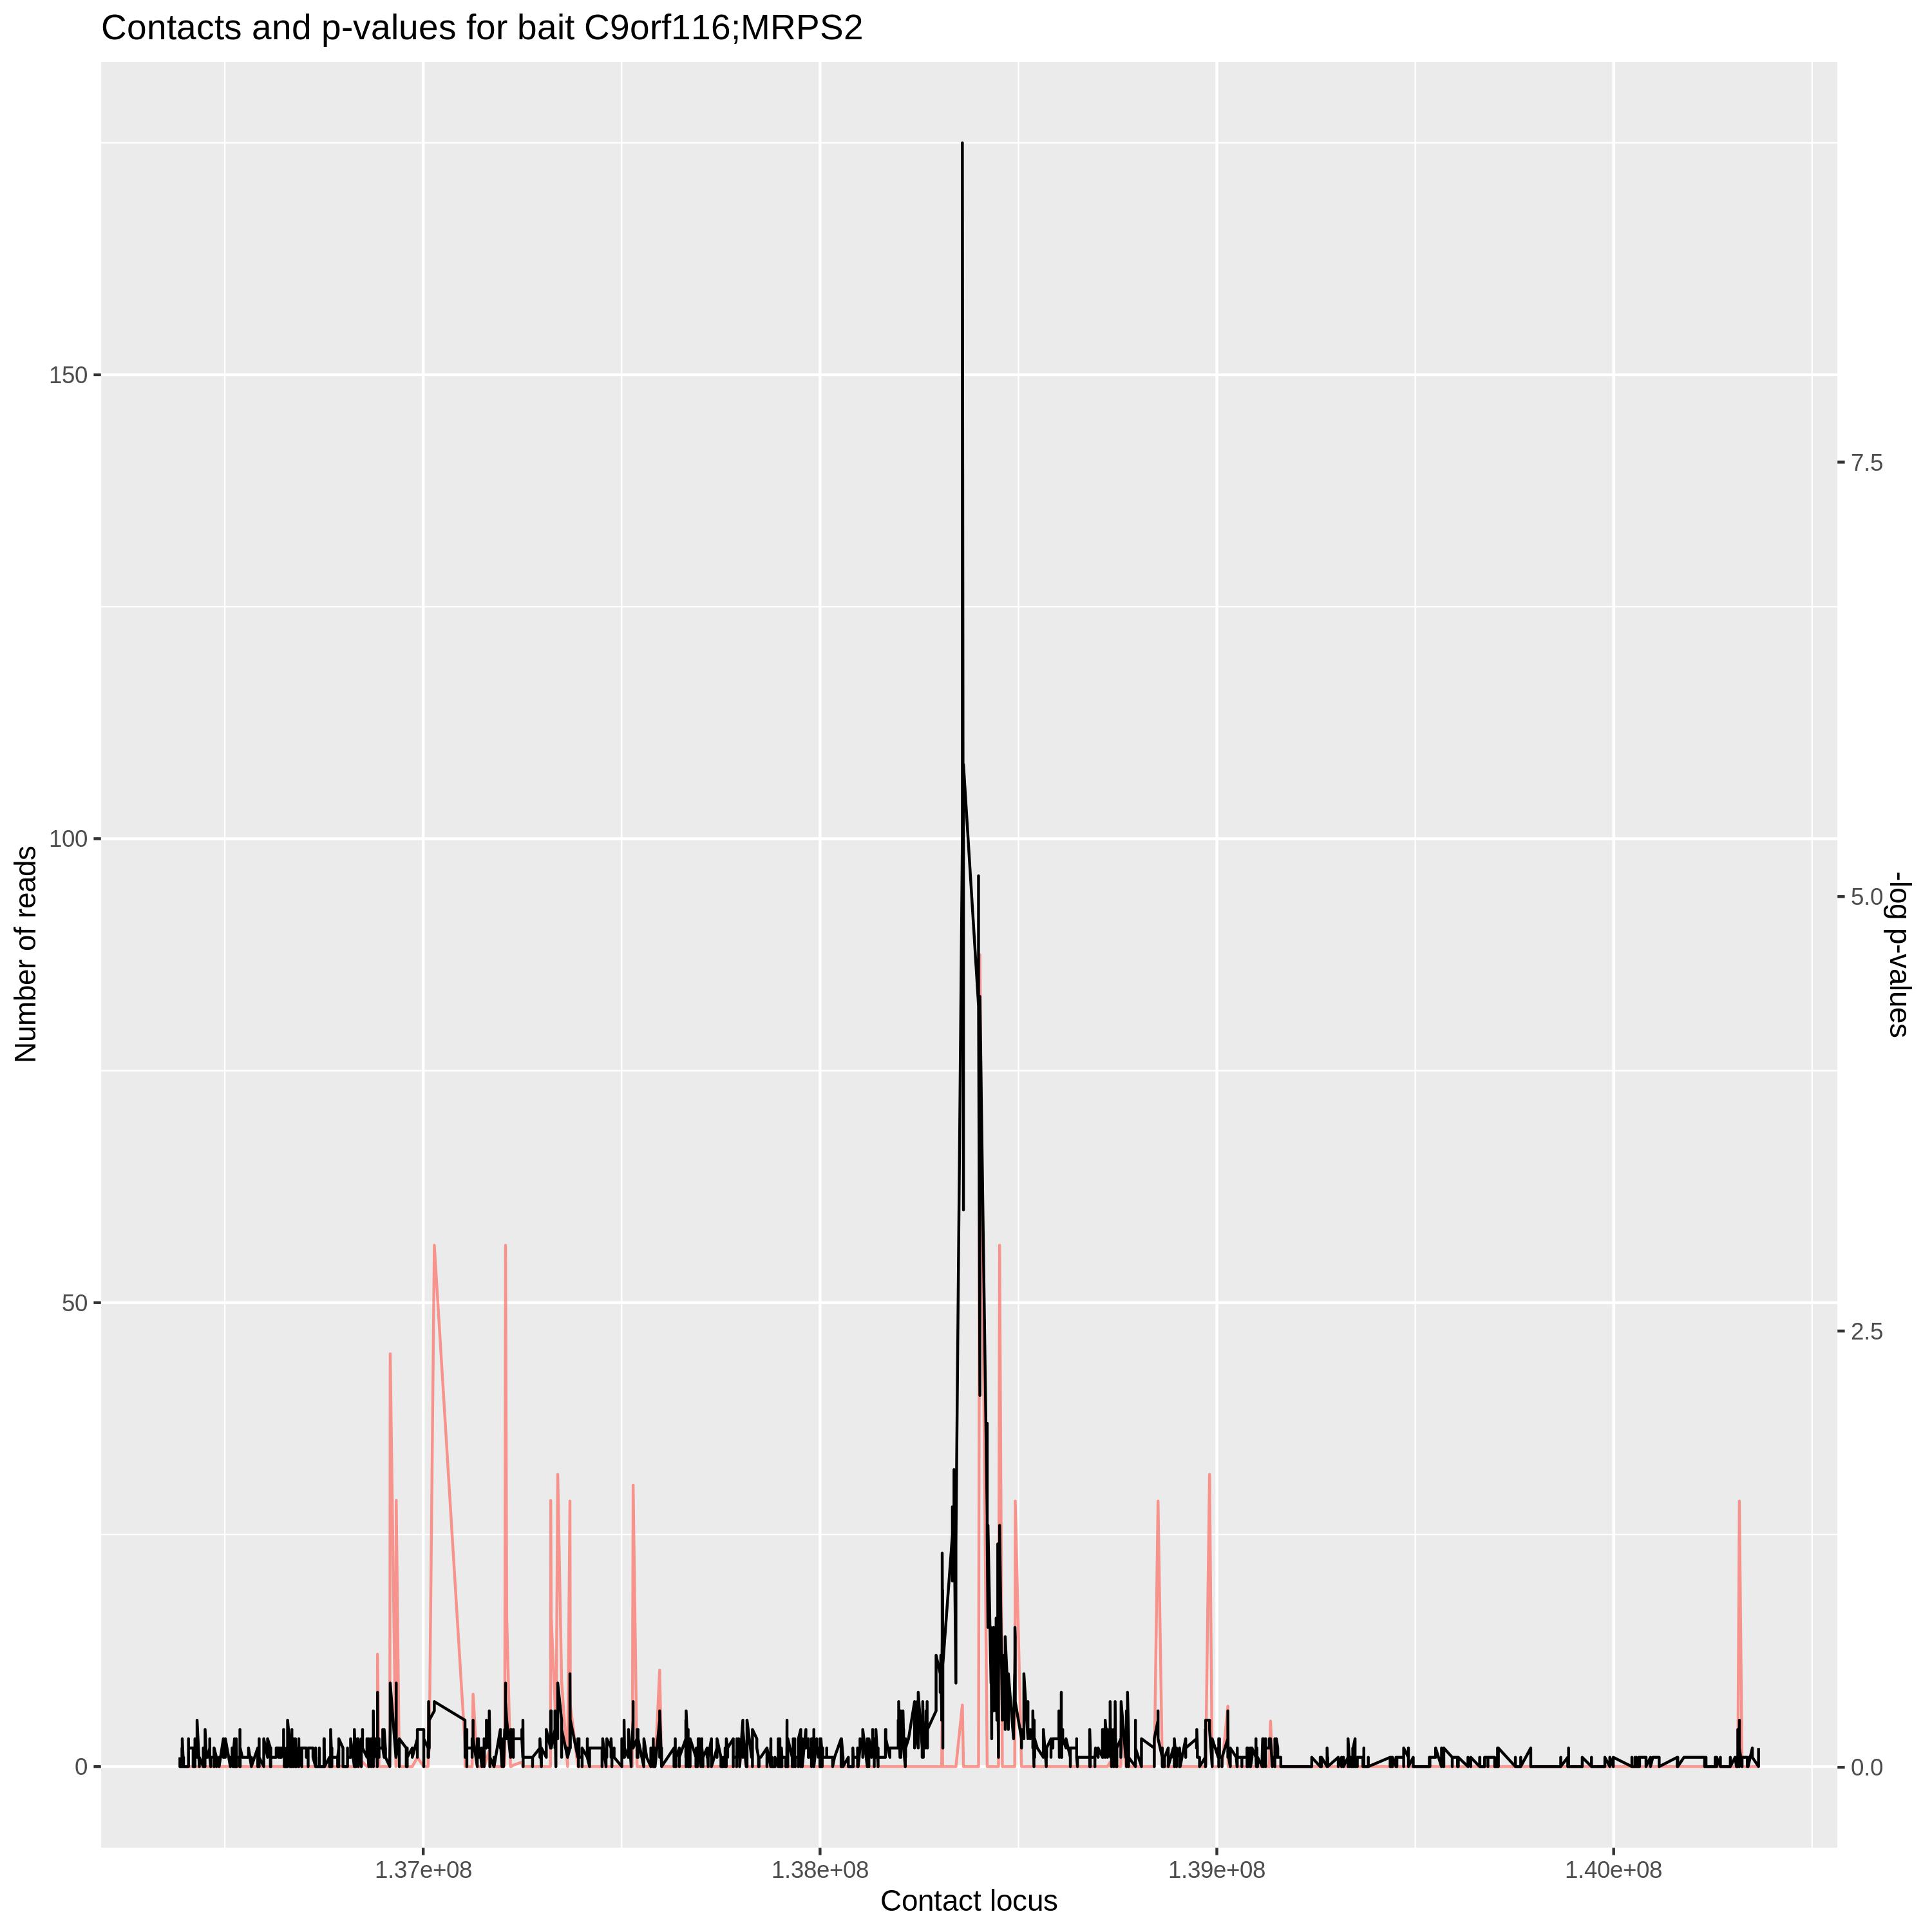 Contacts and p-values for bait C9orf116;MRPS2
Number of reads
150
100
50
0
7.5
5.0
2.5
0.0
-log p-values
1.37e+08
1.38e+08
1.39e+08
1.40e+08
Contact locus